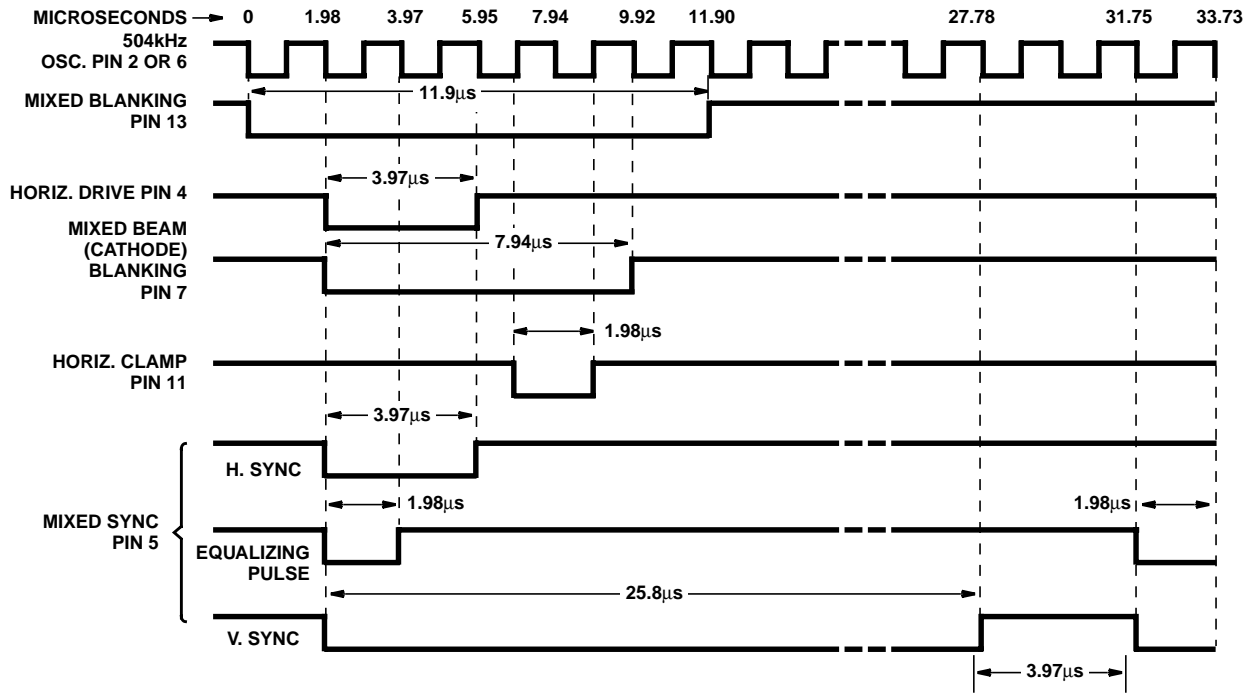 MICROSECONDS 0 1.98 3.97 5.95 7.94 9.92 11.90 27.78 31.75 33.73
504kHz
OSC. PIN 2 OR 6
11.9µs
MIXED BLANKING
PIN 13
3.97µs
HORIZ. DRIVE PIN 4
MIXED BEAM
(CATHODE)
BLANKING
PIN 7
7.94µs
1.98µs
HORIZ. CLAMP
PIN 11
3.97µs
H. SYNC
1.98µs
1.98µs
MIXED SYNC
PIN 5
EQUALIZING
PULSE
25.8µs
V. SYNC
3.97µs